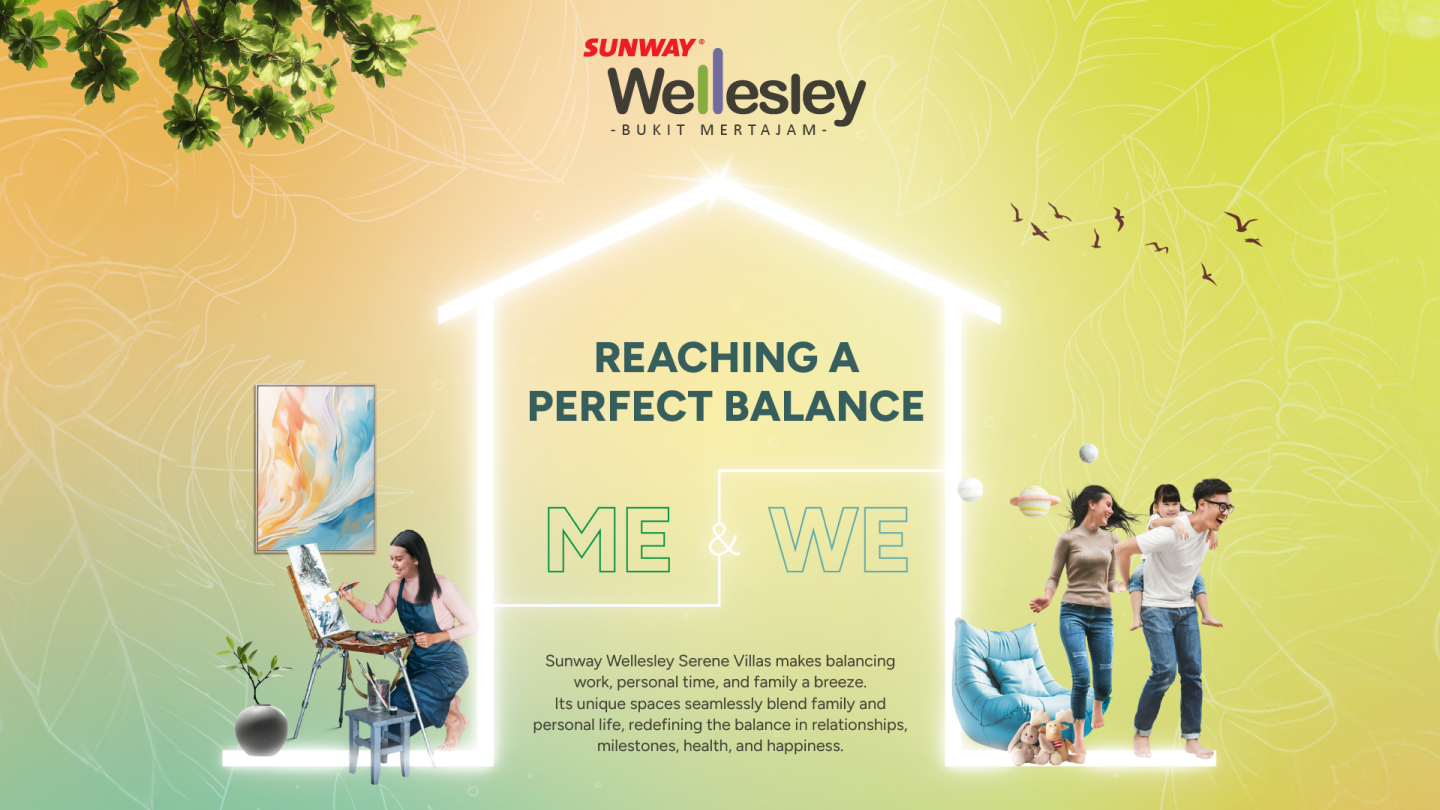 SUNWAY®
Wellesley
-BUKIT MERTAJAM-
REACHING A
PERFECT BALANCE
ME & WE
Sunway Wellesley Serene Villas makes balancing
work, personal time, and family a breeze.
Its unique spaces seamlessly blend family and
personal life, redefining the balance in relationships,
milestones, health, and happiness.